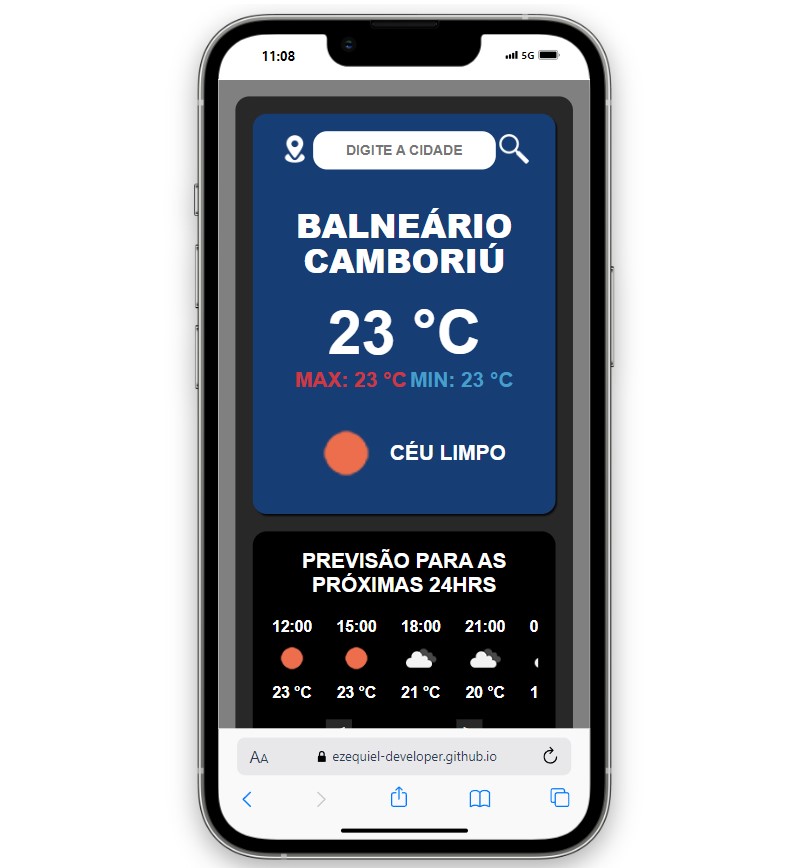 11:08
5G
DIGITE A CIDADE
BALNEÁRIO
CAMBORIÚ
23 °C
MAX: 23 °C MIN: 23 °C
CÉU LIMPO
PREVISÃO PARA AS
PRÓXIMAS 24HRS
12:00 15:00 18:00 21:00 0
23 °C 23 °C 21 °C 20 °C 1
AA ezequiel-developer.github.io